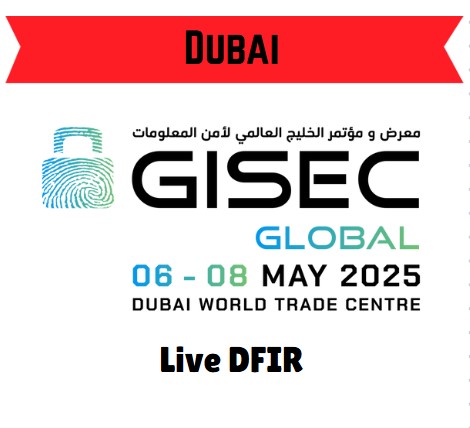 DUBAI
معرض و مؤتمر الخليج العالمي لأمن المعلومات
GISEC
GLOBAL
06 - 08 MAY 2025
DUBAI WORLD TRADE CENTRE
Live DFIR